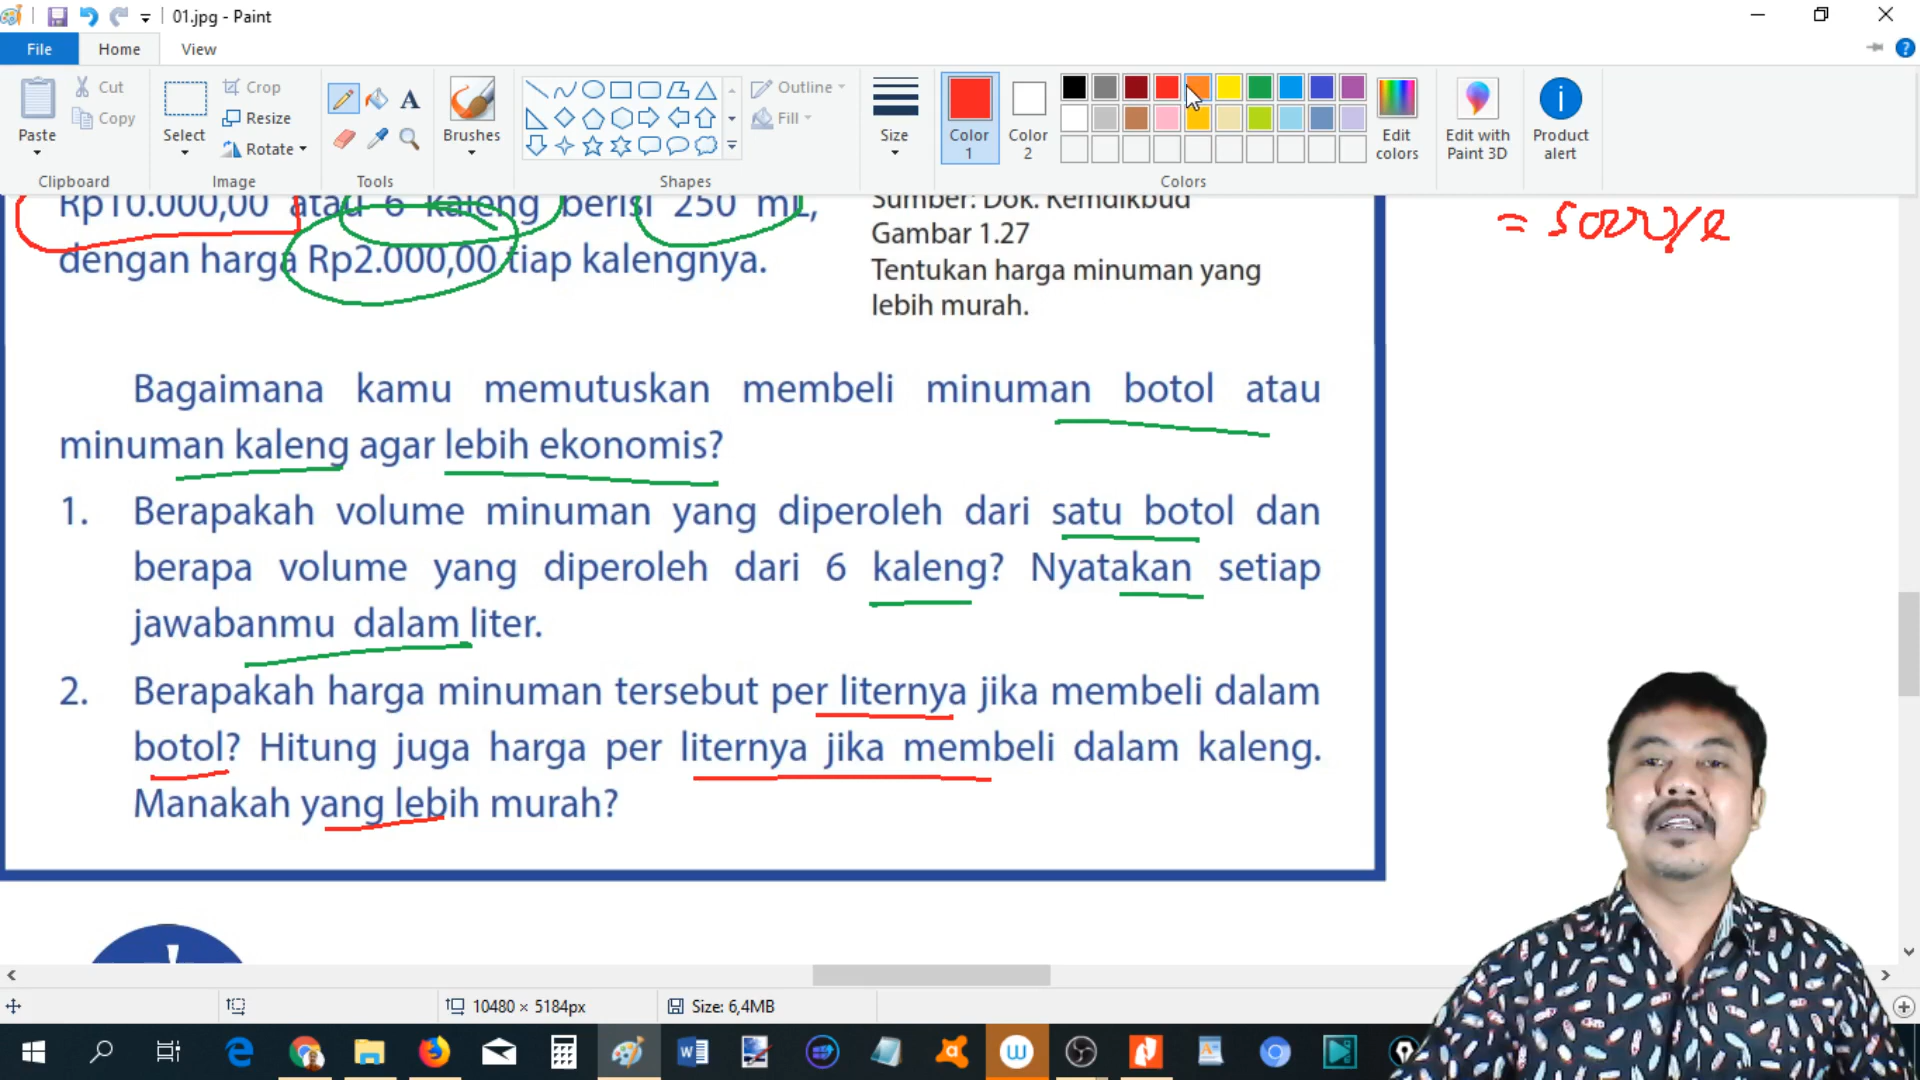 01.jpg - Paint
File Home View
Paste Cut Copy Clipboard
Select Crop Resize Rotate Image
Tools
Brushes
Shapes
Outline Fill
Size
Color 1
Color 2
Edit colors
Colors
Edit with Paint 3D
Product alert
Rp10.000,00 atau 6 kaleng berisi 250 mL,
dengan harga Rp2.000,00 tiap kalengnya.
Sumber: Dok. Kemdikbud
Gambar 1.27
Tentukan harga minuman yang
lebih murah.
= 5000/l
Bagaimana kamu memutuskan membeli minuman botol atau
minuman kaleng agar lebih ekonomis?
1. Berapakah volume minuman yang diperoleh dari satu botol dan
berapa volume yang diperoleh dari 6 kaleng? Nyatakan setiap
jawabanmu dalam liter.
2. Berapakah harga minuman tersebut per liternya jika membeli dalam
botol? Hitung juga harga per liternya jika membeli dalam kaleng.
Manakah yang lebih murah?
10480 × 5184px
Size: 6,4MB